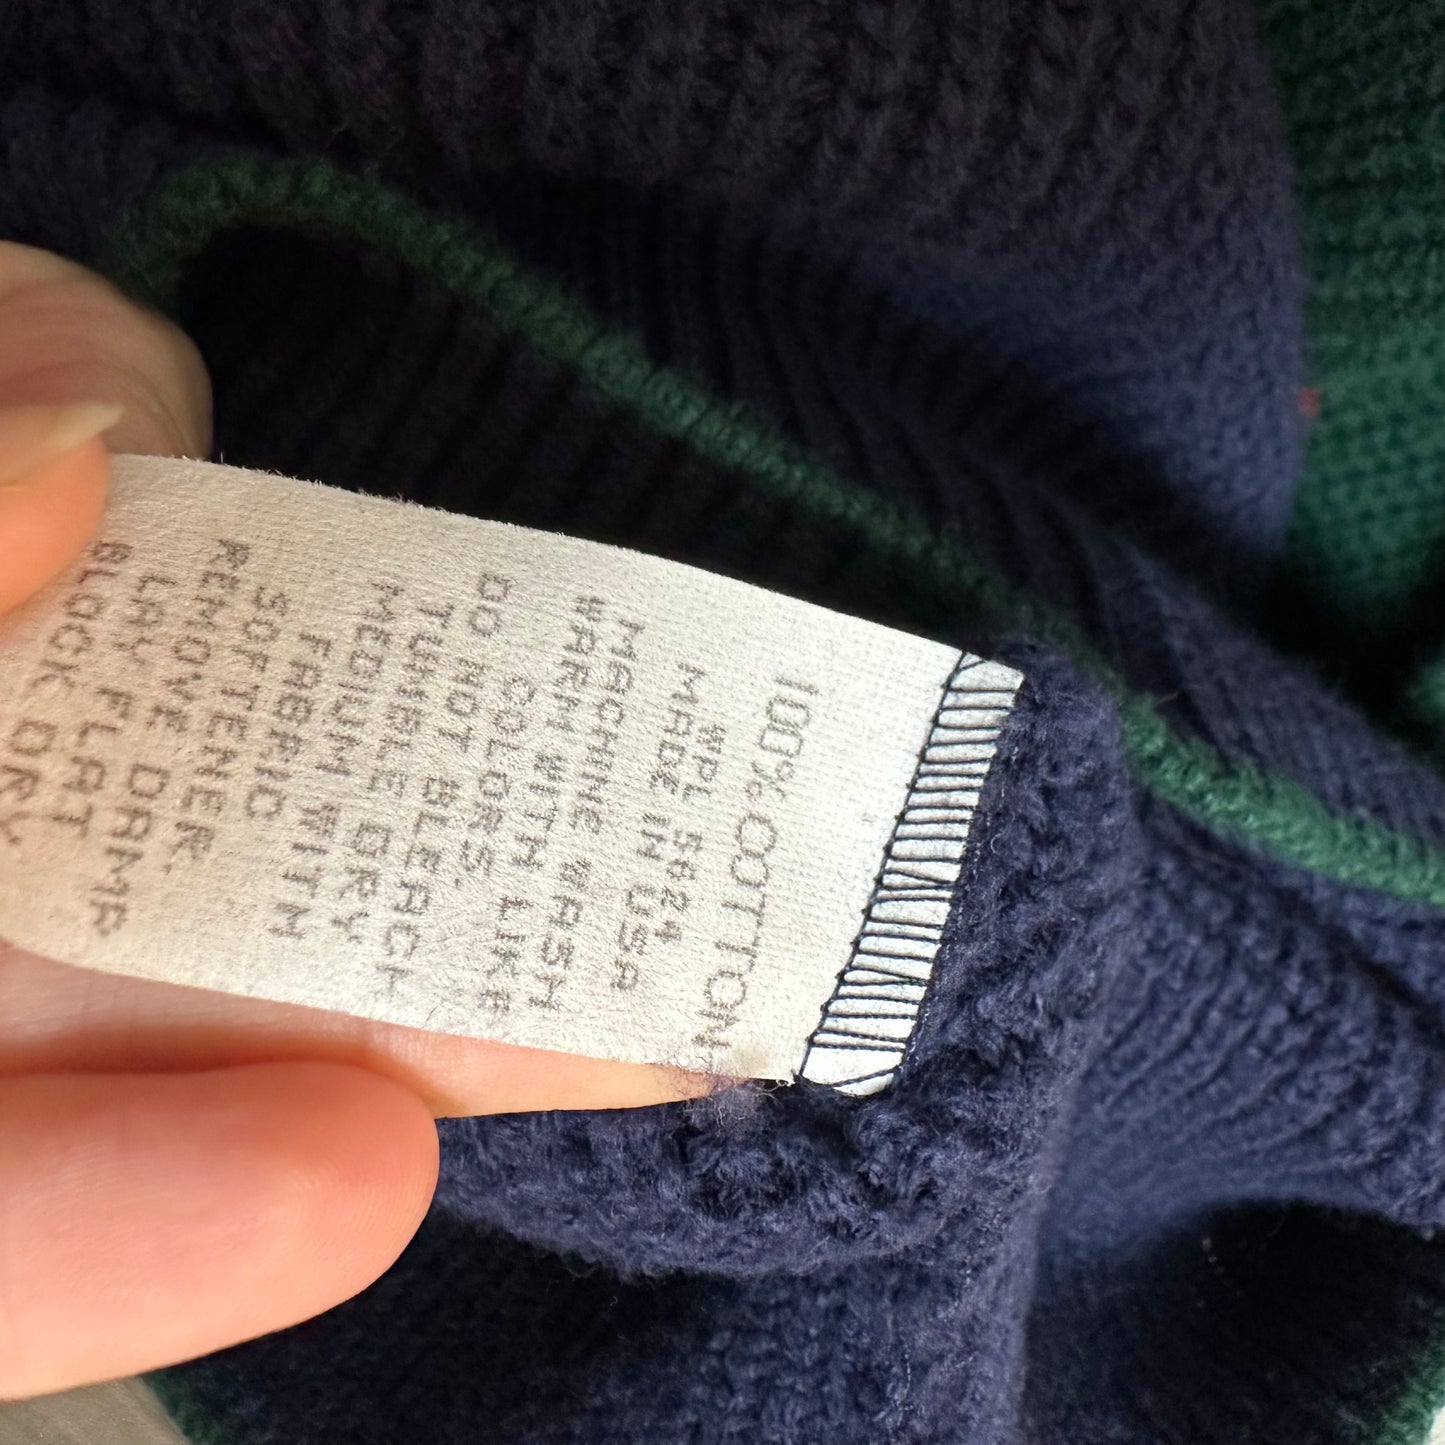 100% COTTON
WPL 5024
MADE IN USA
MACHINE WASH
WARM WITH LIKE
COLORS.
DO NOT BLEACH
TUMBLE DRY
MEDIUM WITH
FABRIC
SOFTENER.
REMOVE DAMP
LAY FLAT
BLOCK DRY